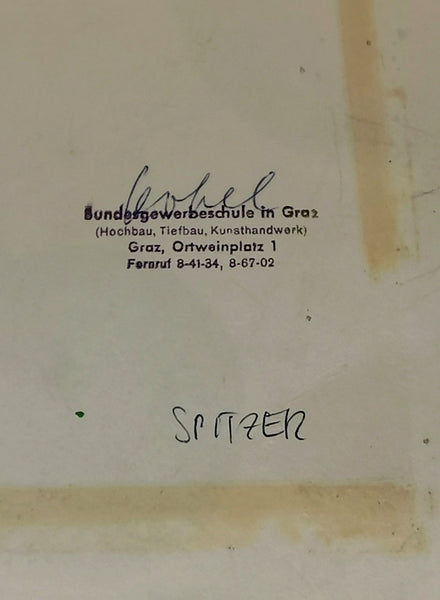 Bundesgewerbeschule in Graz
(Hochbau, Tiefbau, Kunsthandwerk)
Graz, Ortweinplatz 1
Fernruf 8-41-34, 8-67-02
SPITZER